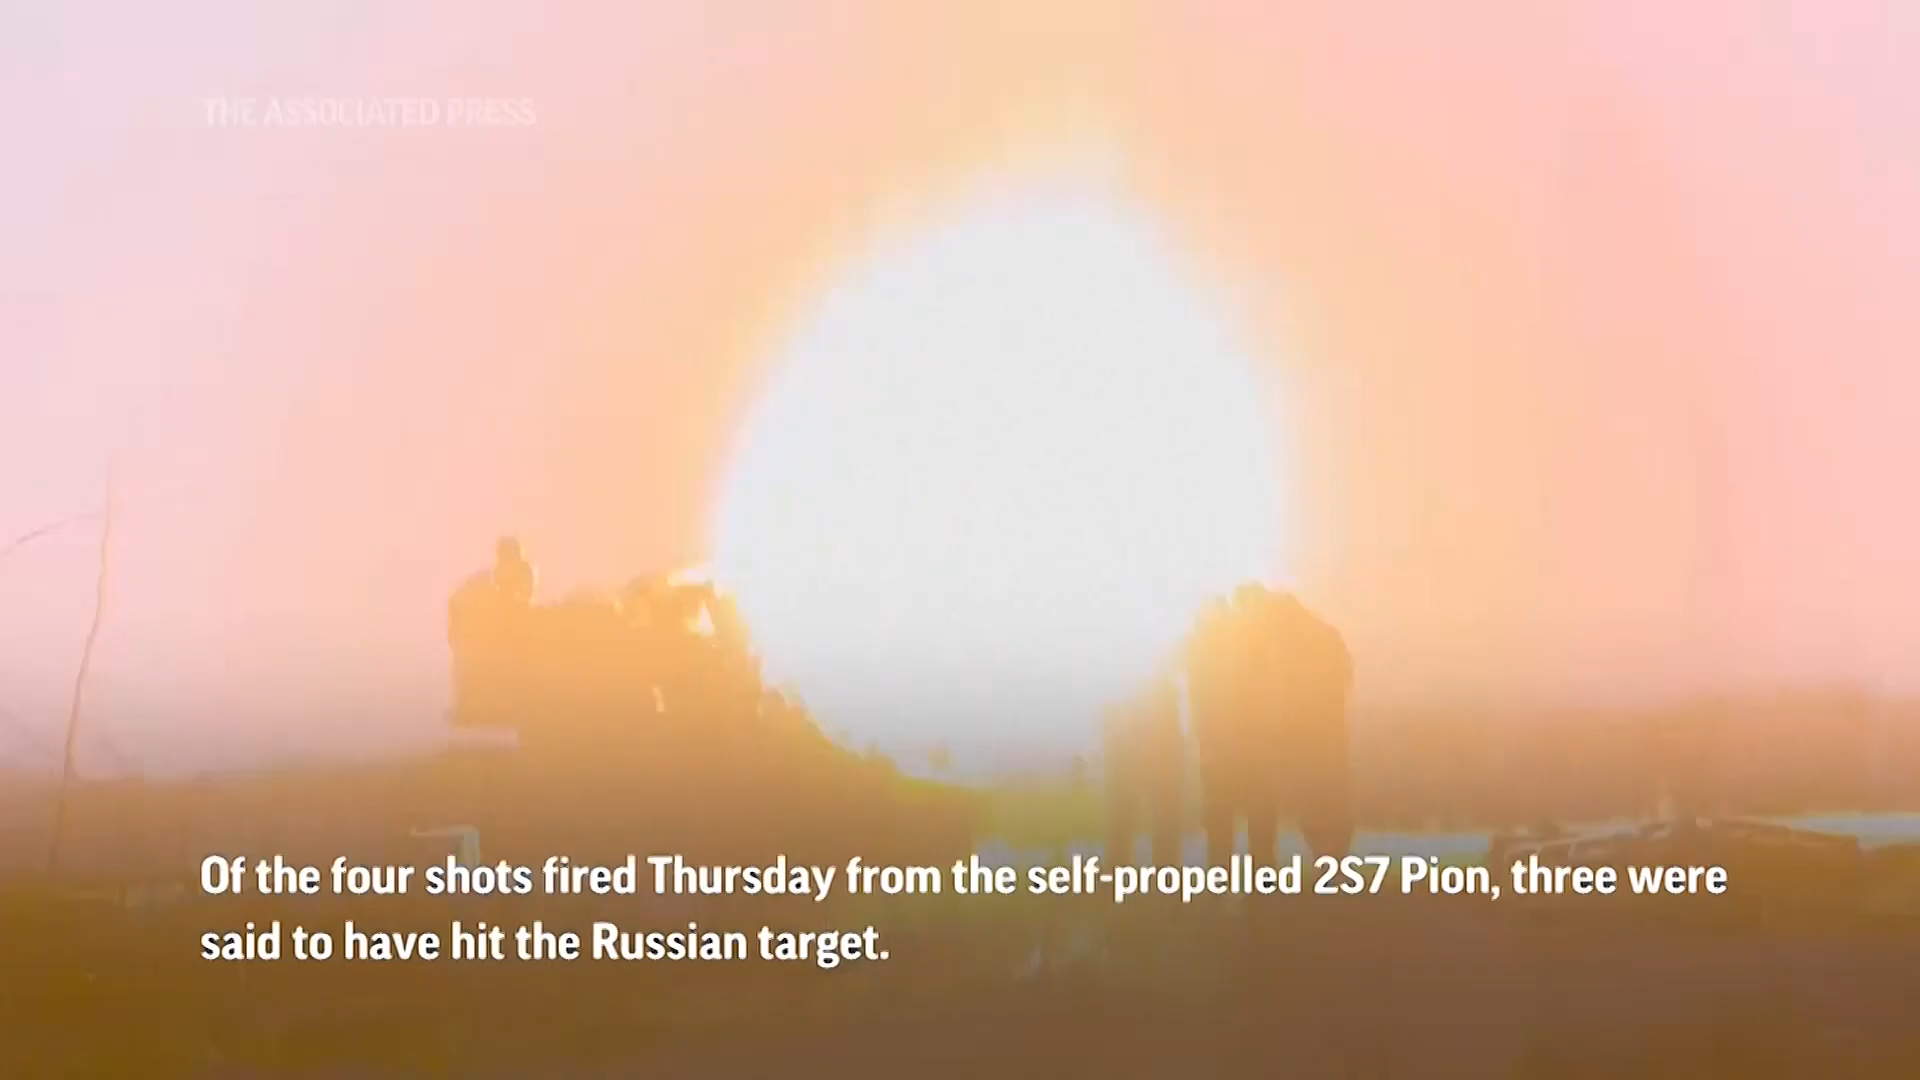 THE ASSOCIATED PRESS
Of the four shots fired Thursday from the self-propelled 2S7 Pion, three were
said to have hit the Russian target.